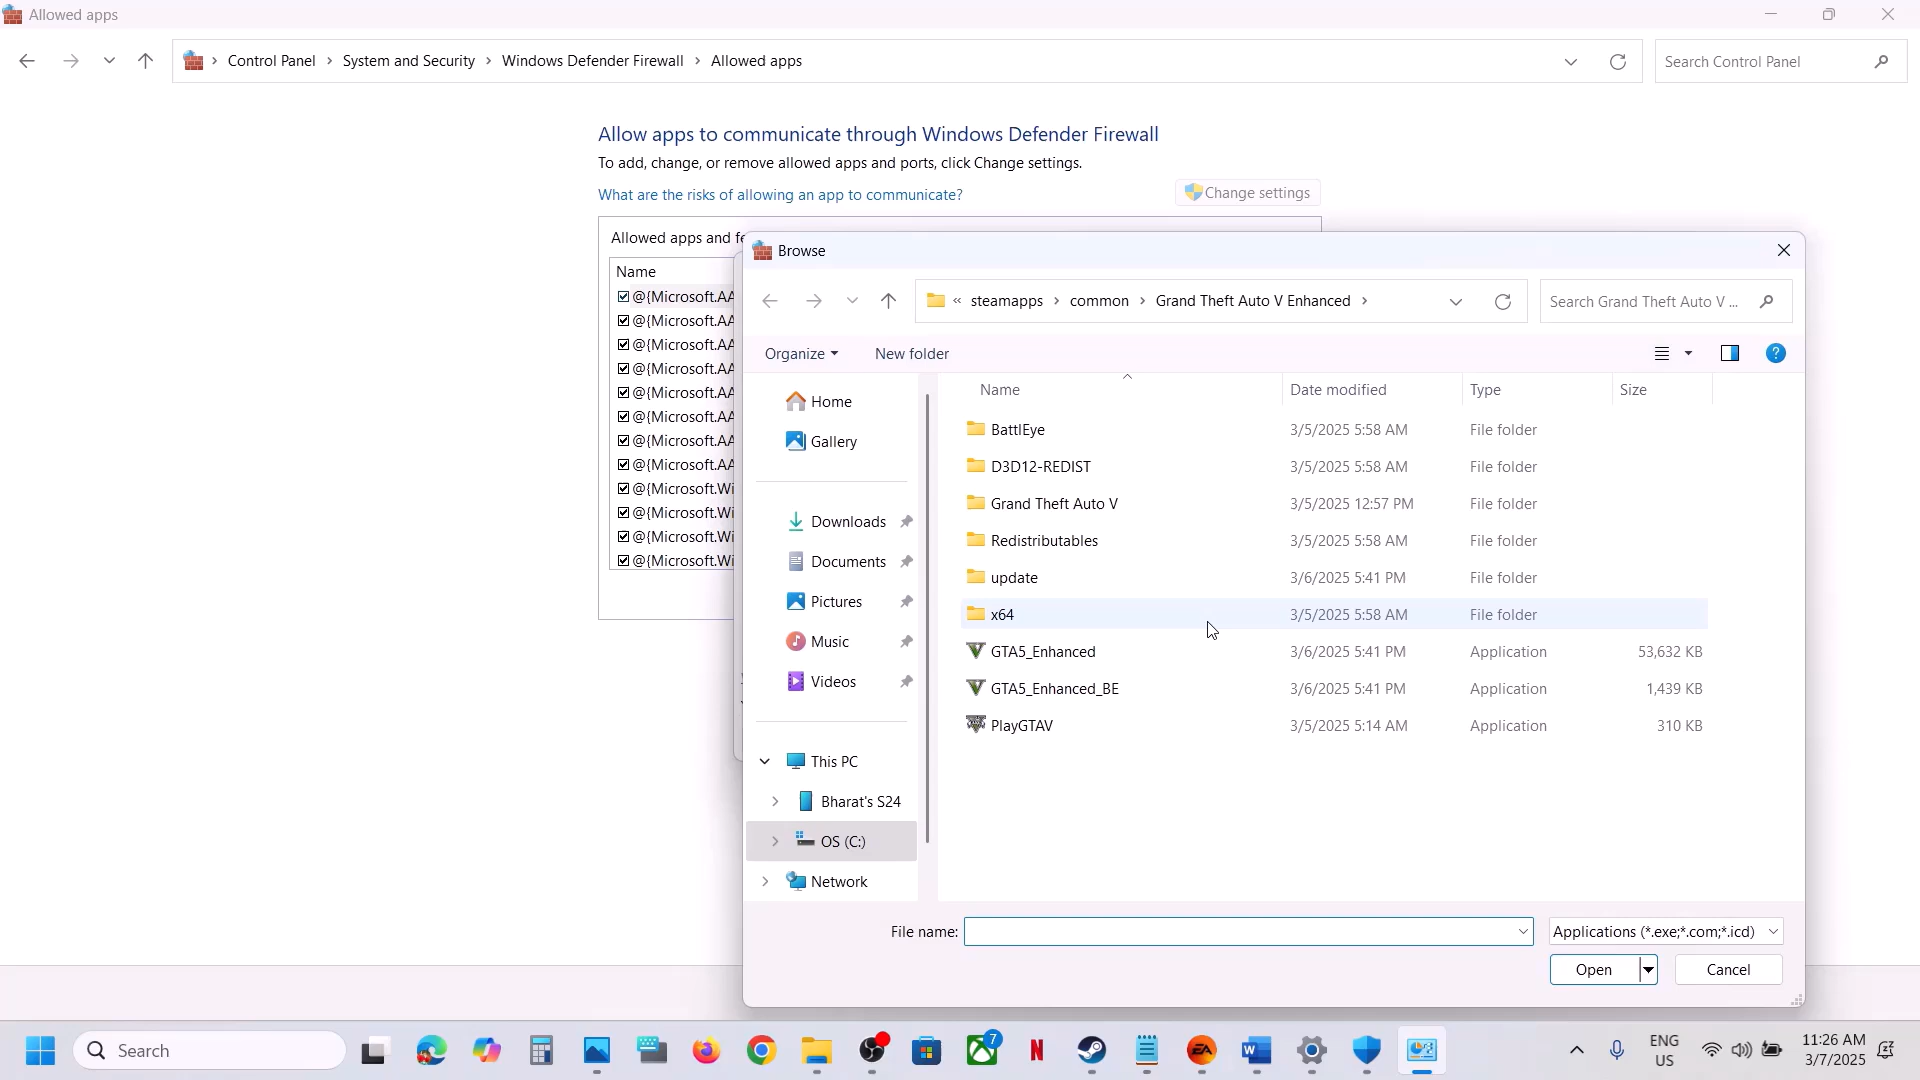 Allowed apps
Control Panel > System and Security > Windows Defender Firewall > Allowed apps
Search Control Panel
Allow apps to communicate through Windows Defender Firewall
To add, change, or remove allowed apps and ports, click Change settings.
What are the risks of allowing an app to communicate?
Change settings
Allowed apps and fe
Name
@{Microsoft.AA
@{Microsoft.AA
@{Microsoft.AA
@{Microsoft.AA
@{Microsoft.AA
@{Microsoft.AA
@{Microsoft.AA
@{Microsoft.AA
@{Microsoft.Wi
@{Microsoft.Wi
@{Microsoft.Wi
@{Microsoft.Wi
Browse
« steamapps > common > Grand Theft Auto V Enhanced >
Search Grand Theft Auto V ...
Organize
New folder
Home
Gallery
Downloads
Documents
Pictures
Music
Videos
This PC
Bharat's S24
OS (C:)
Network
Name Date modified Type Size
BattlEye 3/5/2025 5:58 AM File folder
D3D12-REDIST 3/5/2025 5:58 AM File folder
Grand Theft Auto V 3/5/2025 12:57 PM File folder
Redistributables 3/5/2025 5:58 AM File folder
update 3/6/2025 5:41 PM File folder
x64 3/5/2025 5:58 AM File folder
GTA5_Enhanced 3/6/2025 5:41 PM Application 53,632 KB
GTA5_Enhanced_BE 3/6/2025 5:41 PM Application 1,439 KB
PlayGTAV 3/5/2025 5:14 AM Application 310 KB
File name:
Applications (*.exe;*.com;*.icd)
Open
Cancel
Search
7
ENG
US
11:26 AM
3/7/2025